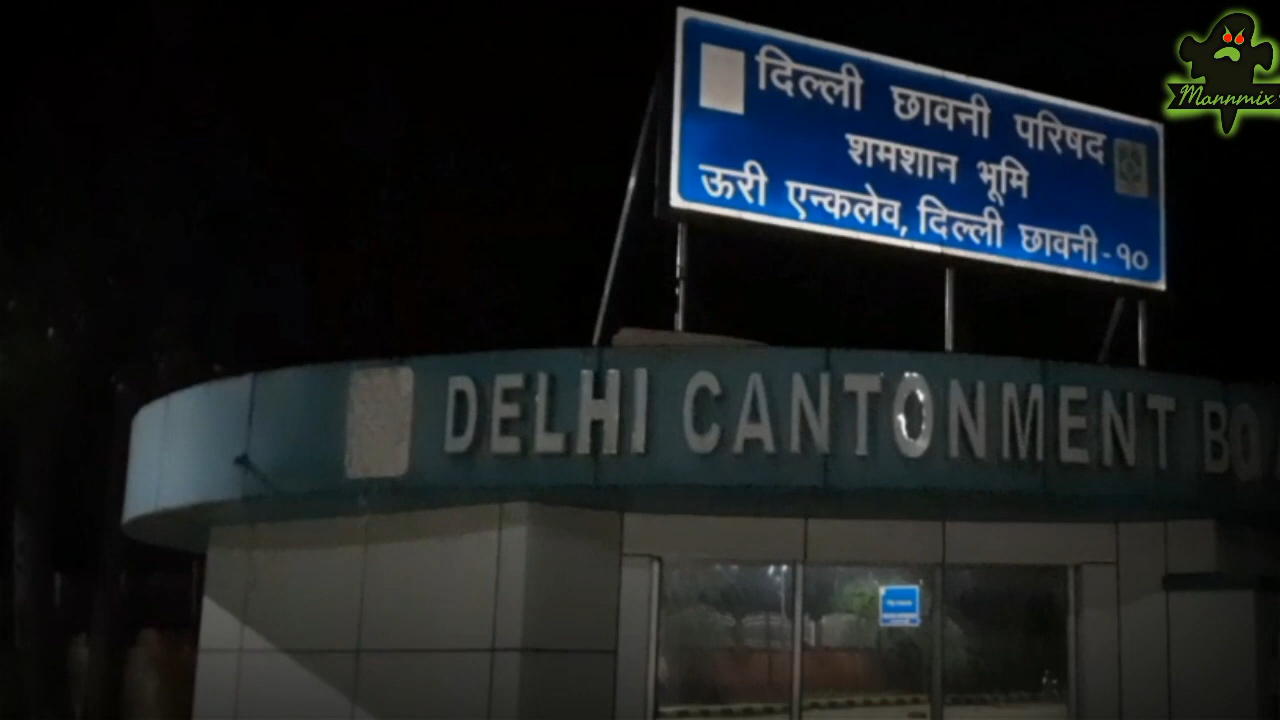 दिल्ली छावनी परिषद
शमशान भूमि
ऊरी एन्कलेव, दिल्ली छावनी-१०
DELHI CANTONMENT BO
Mannmix